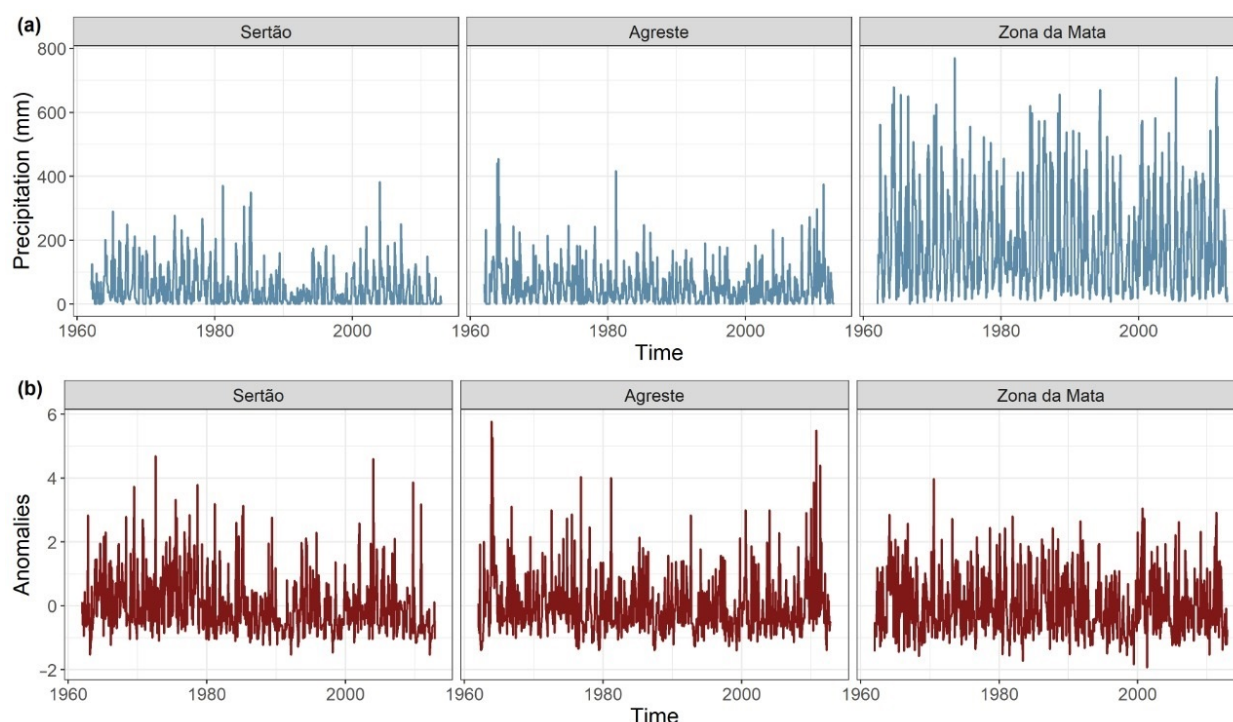 (a)
Sertão Agreste Zona da Mata
800
600
400
200
0
Precipitation (mm)
1960 1980 2000 1960 1980 2000 1960 1980 2000
Time
(b)
Sertão Agreste Zona da Mata
6
4
2
0
−2
Anomalies
1960 1980 2000 1960 1980 2000 1960 1980 2000
Time